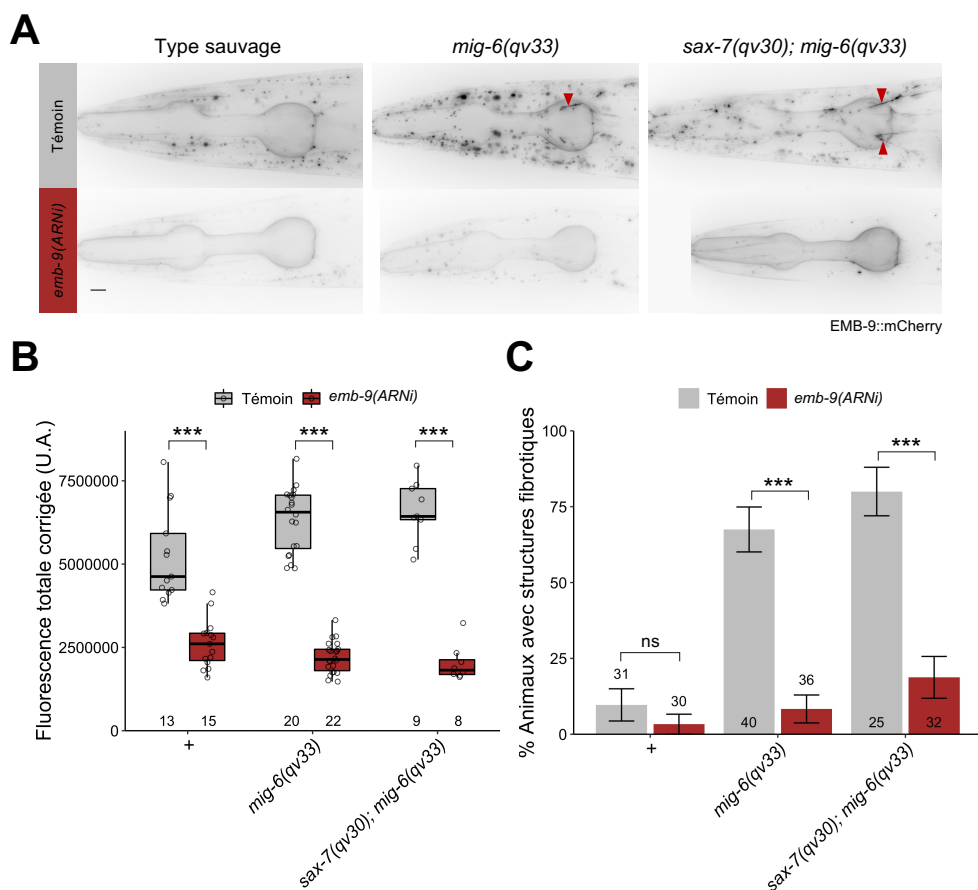 A
Type sauvage
mig-6(qv33)
sax-7(qv30); mig-6(qv33)
Témoin
emb-9(ARNi)
EMB-9::mCherry
B
Témoin
emb-9(ARNi)
Fluorescence totale corrigée (U.A.)
7500000
5000000
2500000
0
***
***
***
13
15
20
22
9
8
+
mig-6(qv33)
sax-7(qv30); mig-6(qv33)
C
Témoin
emb-9(ARNi)
% Animaux avec structures fibrotiques
100
75
50
25
0
ns
***
***
31
30
40
36
25
32
+
mig-6(qv33)
sax-7(qv30); mig-6(qv33)